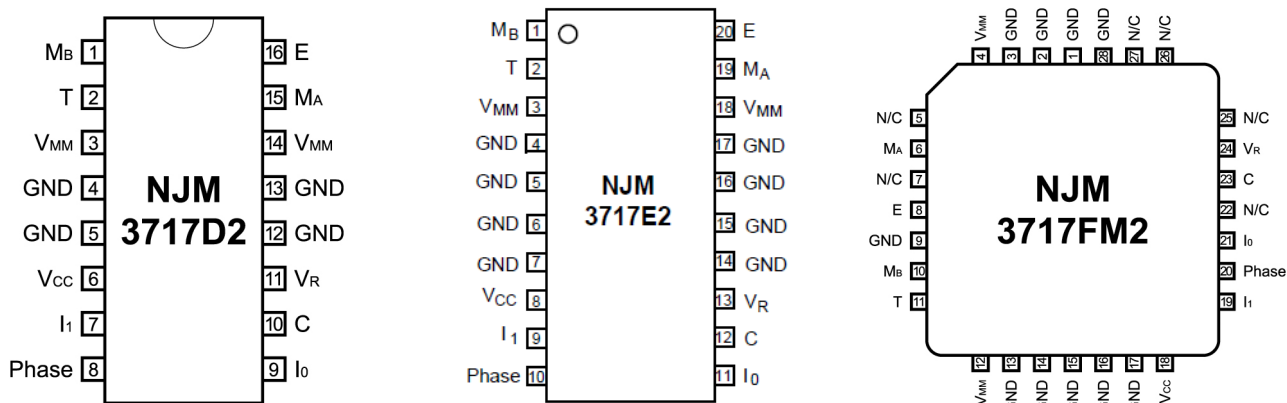 MB 1 16 E
T 2 15 MA
VMM 3 14 VMM
GND 4 13 GND
GND 5 12 GND
VCC 6 11 VR
I1 7 10 C
Phase 8 9 I0
NJM
3717D2
MB 1 20 E
T 2 19 MA
VMM 3 18 VMM
GND 4 17 GND
GND 5 16 GND
GND 6 15 GND
GND 7 14 GND
VCC 8 13 VR
I1 9 12 C
Phase 10 11 I0
NJM
3717E2
VMM GND GND GND GND N/C N/C
4 3 2 1 28 27 26
N/C 5 25 N/C
MA 6 24 VR
N/C 7 23 C
E 8 22 N/C
GND 9 21 I0
MB 10 20 Phase
T 11 19 I1
NJM
3717FM2
12 13 14 15 16 17 18
VMM GND GND GND GND GND VCC